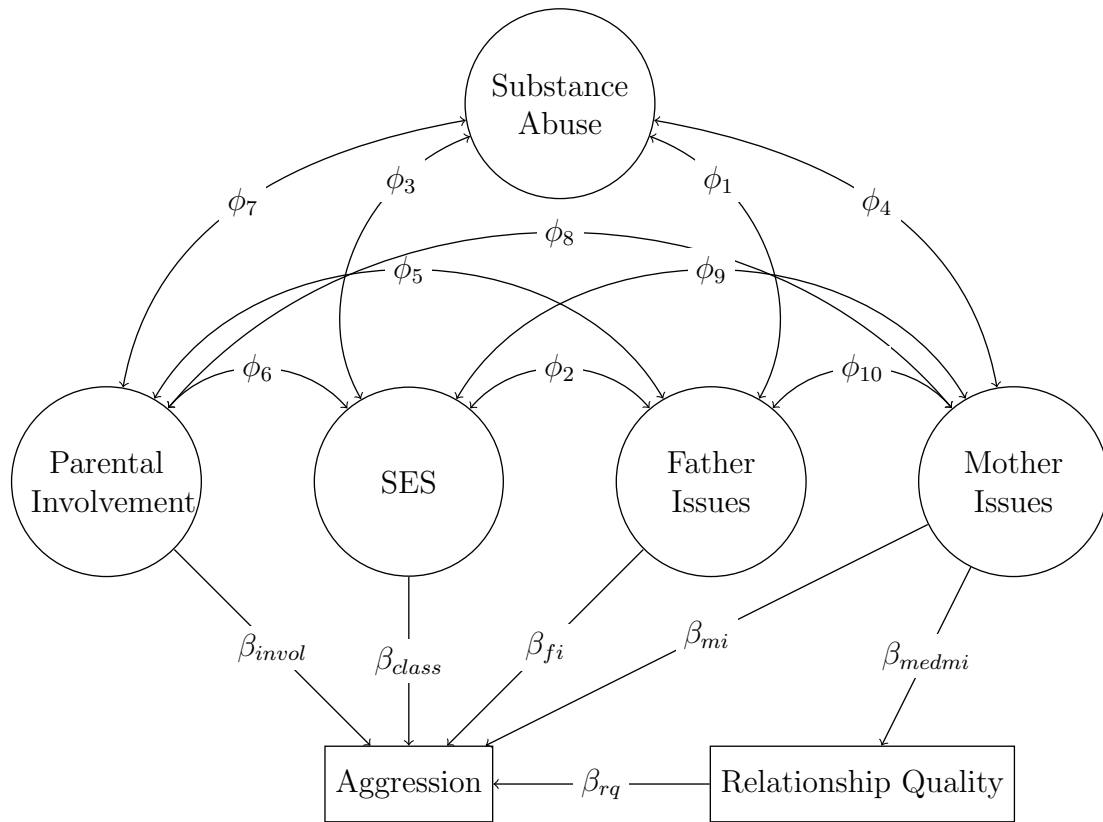 Substance
Abuse
ϕ3
ϕ1
ϕ7
ϕ4
ϕ8
ϕ5
ϕ9
ϕ6
ϕ2
ϕ10
Parental
Involvement
SES
Father
Issues
Mother
Issues
βinvol
βclass
βfi
βmi
βmedmi
Aggression
βrq
Relationship Quality